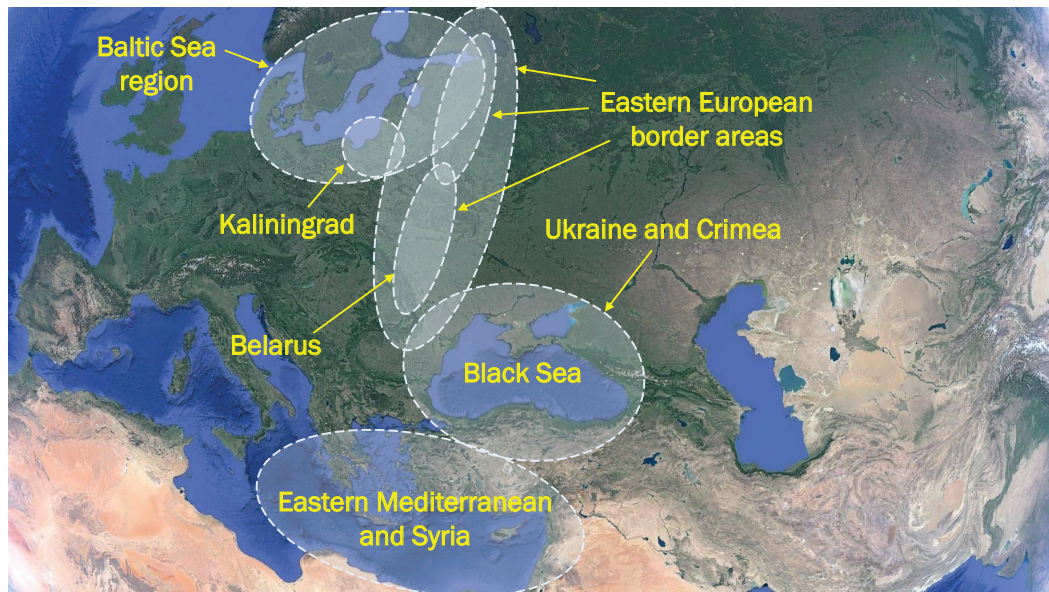 Baltic Sea
region
Eastern European
border areas
Kaliningrad
Ukraine and Crimea
Belarus
Black Sea
Eastern Mediterranean
and Syria